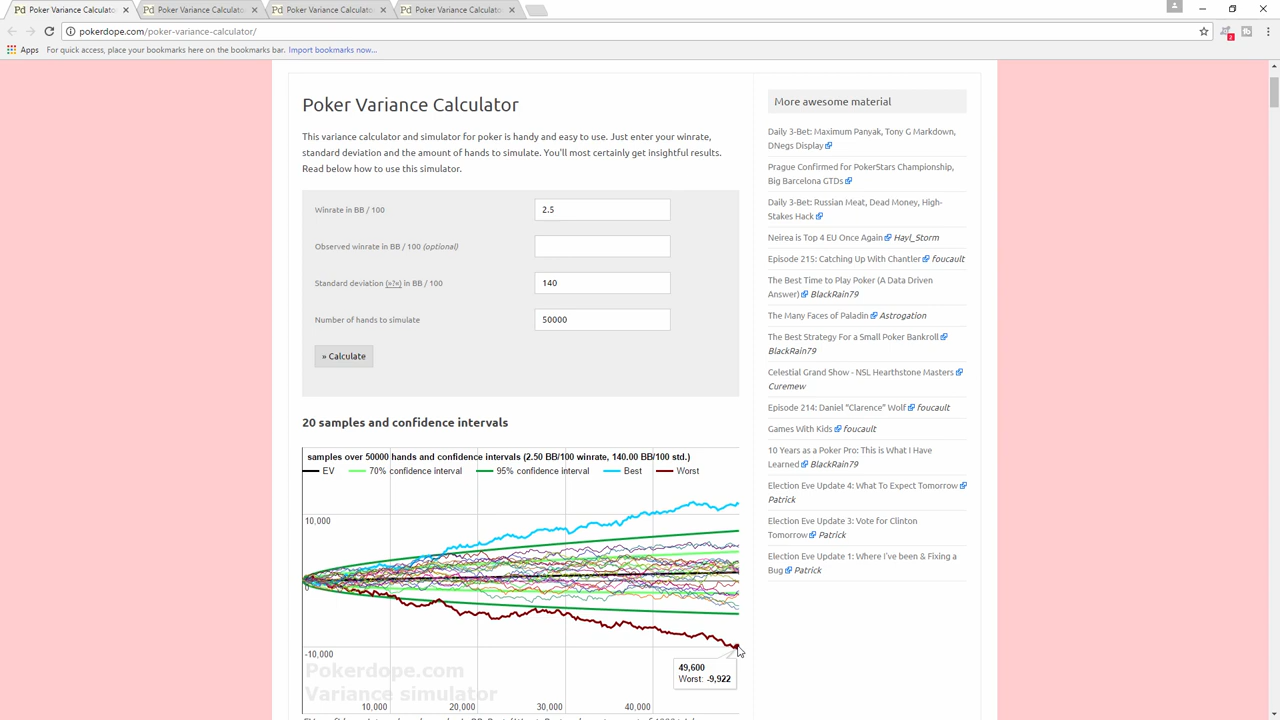 Pd Poker Variance Calculato × Pd Poker Variance Calculato × Pd Poker Variance Calculato × Pd Poker Variance Calculato ×
pokerdope.com/poker-variance-calculator/
Apps For quick access, place your bookmarks here on the bookmarks bar. Import bookmarks now...
Poker Variance Calculator
This variance calculator and simulator for poker is handy and easy to use. Just enter your winrate,
standard deviation and the amount of hands to simulate. You'll most certainly get insightful results.
Read below how to use this simulator.
Winrate in BB / 100 2.5
Observed winrate in BB / 100 (optional)
Standard deviation (»?») in BB / 100 140
Number of hands to simulate 50000
» Calculate
20 samples and confidence intervals
samples over 50000 hands and confidence intervals (2.50 BB/100 winrate, 140.00 BB/100 std.)
EV 70% confidence interval 95% confidence interval Best Worst
10,000
0
-10,000
49,600
Worst: -9,922
Pokerdope.com
Variance simulator
10,000 20,000 30,000 40,000
More awesome material
Daily 3-Bet: Maximum Panyak, Tony G Markdown,
DNegs Display
Prague Confirmed for PokerStars Championship,
Big Barcelona GTDs
Daily 3-Bet: Russian Meat, Dead Money, High-
Stakes Hack
Neirea is Top 4 EU Once Again Hayl_Storm
Episode 215: Catching Up With Chantler foucault
The Best Time to Play Poker (A Data Driven
Answer) BlackRain79
The Many Faces of Paladin Astrogation
The Best Strategy For a Small Poker Bankroll
BlackRain79
Celestial Grand Show - NSL Hearthstone Masters
Curemew
Episode 214: Daniel “Clarence” Wolf foucault
Games With Kids foucault
10 Years as a Poker Pro: This is What I Have
Learned BlackRain79
Election Eve Update 4: What To Expect Tomorrow
Patrick
Election Eve Update 3: Vote for Clinton
Tomorrow Patrick
Election Eve Update 1: Where I've been & Fixing a
Bug Patrick